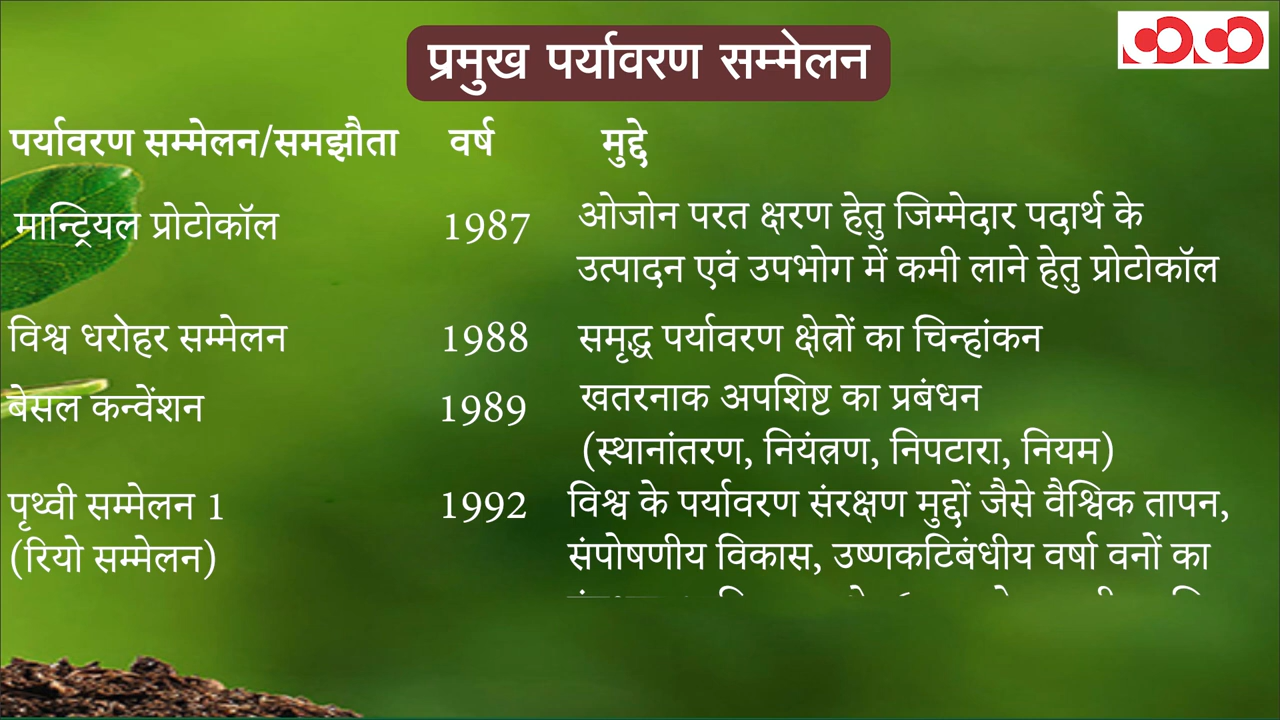 प्रमुख पर्यावरण सम्मेलन
पर्यावरण सम्मेलन/समझौता वर्ष मुद्दे
मान्ट्रियल प्रोटोकॉल 1987 ओजोन परत क्षरण हेतु जिम्मेदार पदार्थ के
उत्पादन एवं उपभोग में कमी लाने हेतु प्रोटोकॉल
विश्व धरोहर सम्मेलन 1988 समृद्ध पर्यावरण क्षेत्रों का चिन्हांकन
बेसल कन्वेंशन 1989 खतरनाक अपशिष्ट का प्रबंधन
(स्थानांतरण, नियंत्रण, निपटारा, नियम)
पृथ्वी सम्मेलन 1 1992 विश्व के पर्यावरण संरक्षण मुद्दों जैसे वैश्विक तापन,
(रियो सम्मेलन) संपोषणीय विकास, उष्णकटिबंधीय वर्षा वनों का